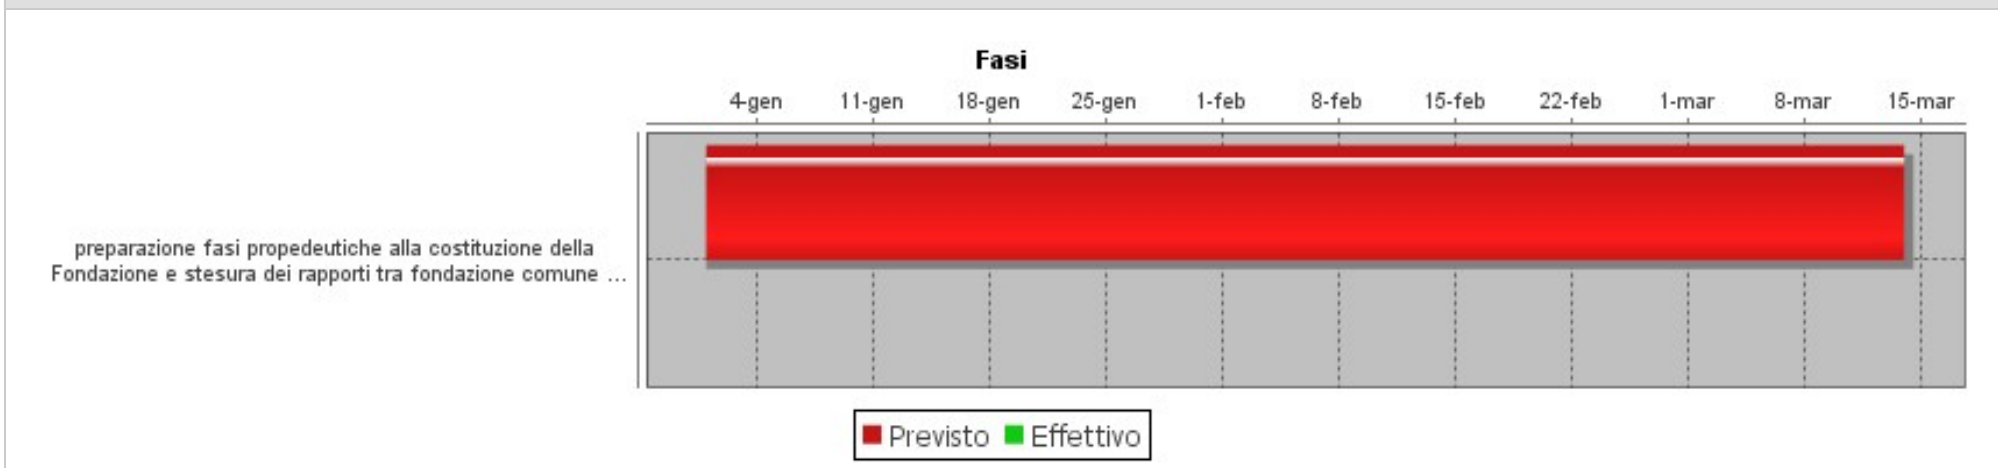 Fasi
4-gen 11-gen 18-gen 25-gen 1-feb 8-feb 15-feb 22-feb 1-mar 8-mar 15-mar
preparazione fasi propedeutiche alla costituzione della
Fondazione e stesura dei rapporti tra fondazione comune ...
Previsto Effettivo